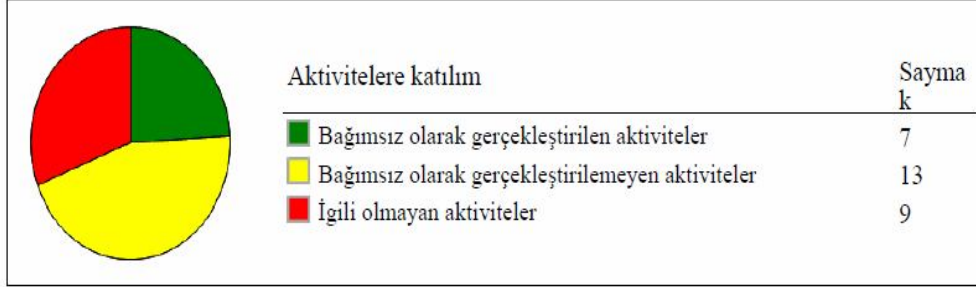 Aktivitelere katılım Sayma
k
Bağımsız olarak gerçekleştirilen aktiviteler 7
Bağımsız olarak gerçekleştirilemeyen aktiviteler 13
İgili olmayan aktiviteler 9